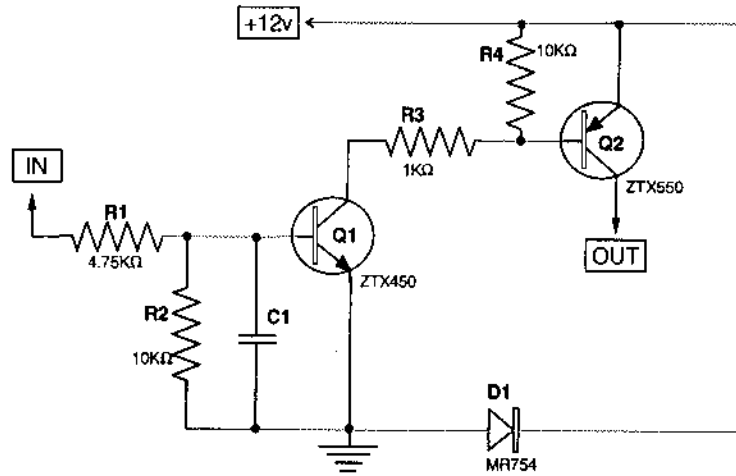 +12v
R4
10KΩ
R3
1KΩ
Q2
ZTX550
IN
R1
4.75KΩ
Q1
ZTX450
OUT
R2
10KΩ
C1
D1
MR754